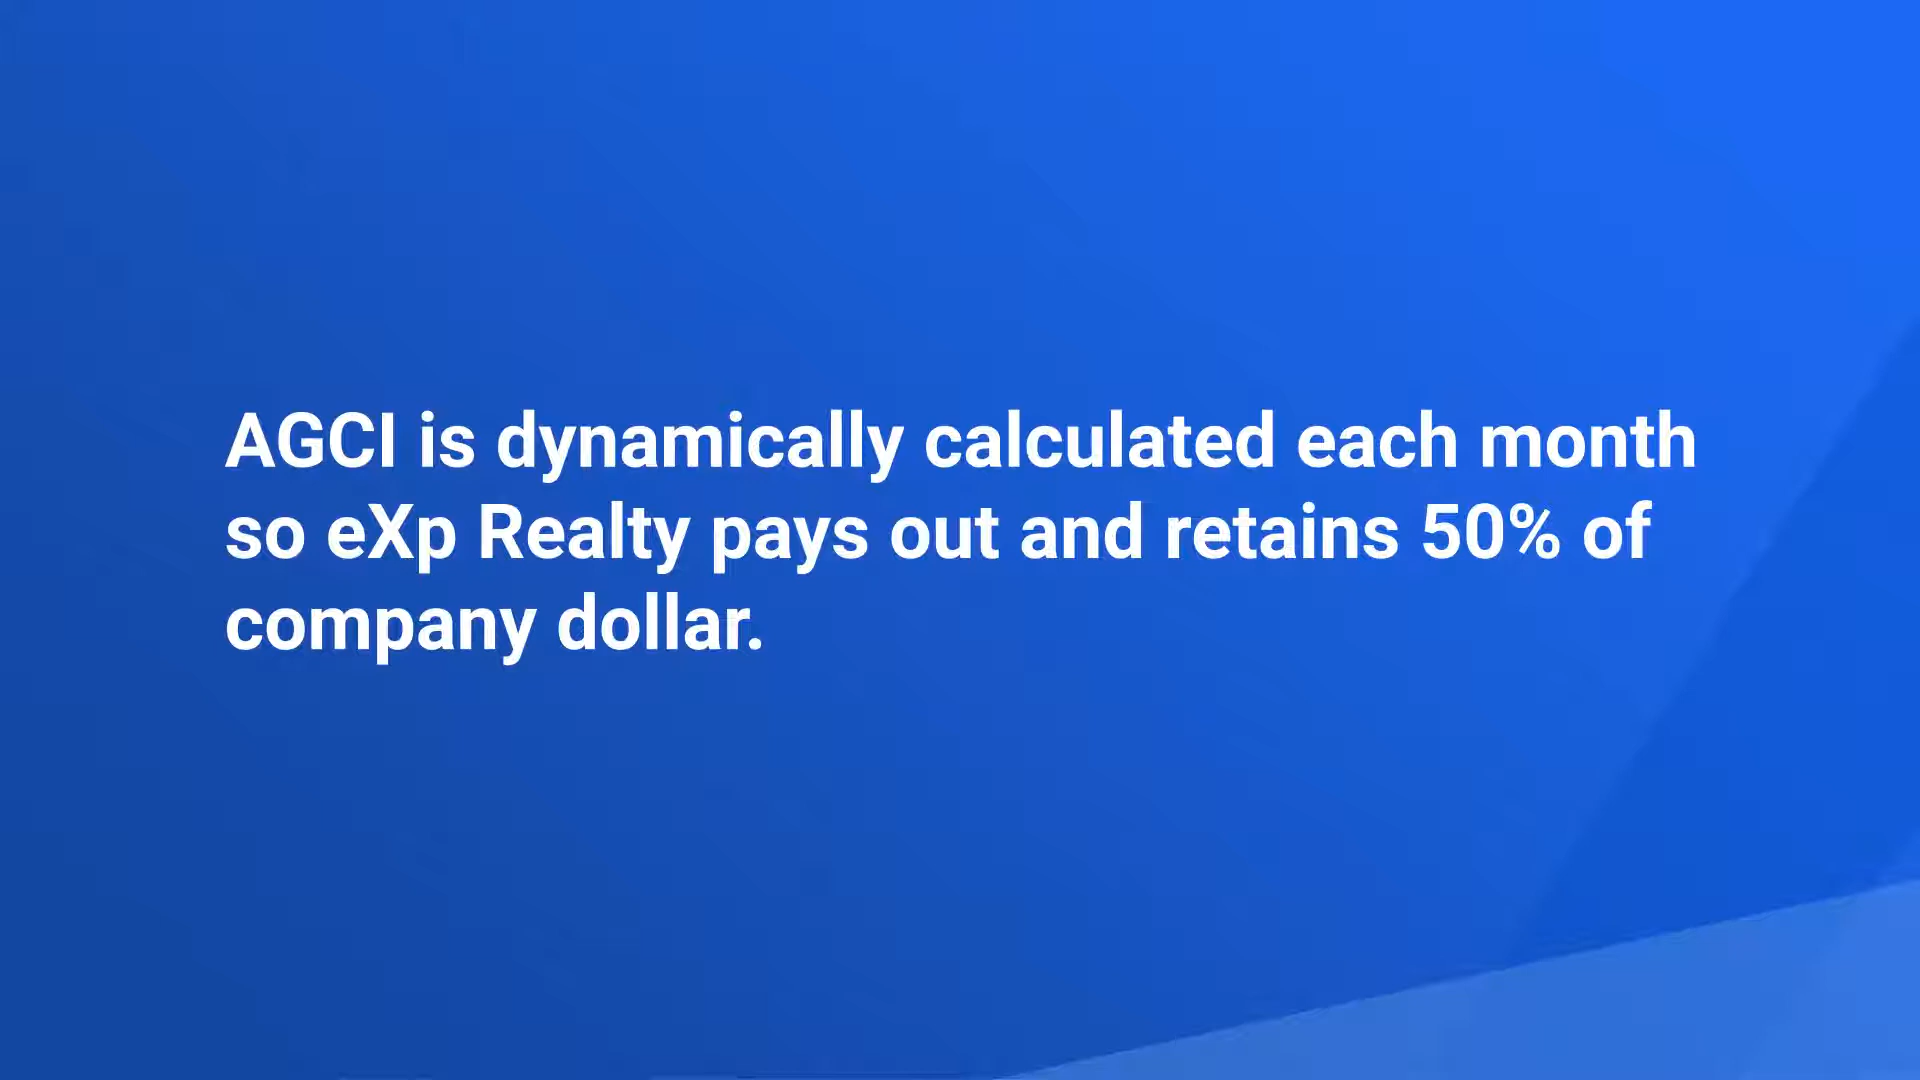 AGCI is dynamically calculated each month
so eXp Realty pays out and retains 50% of
company dollar.